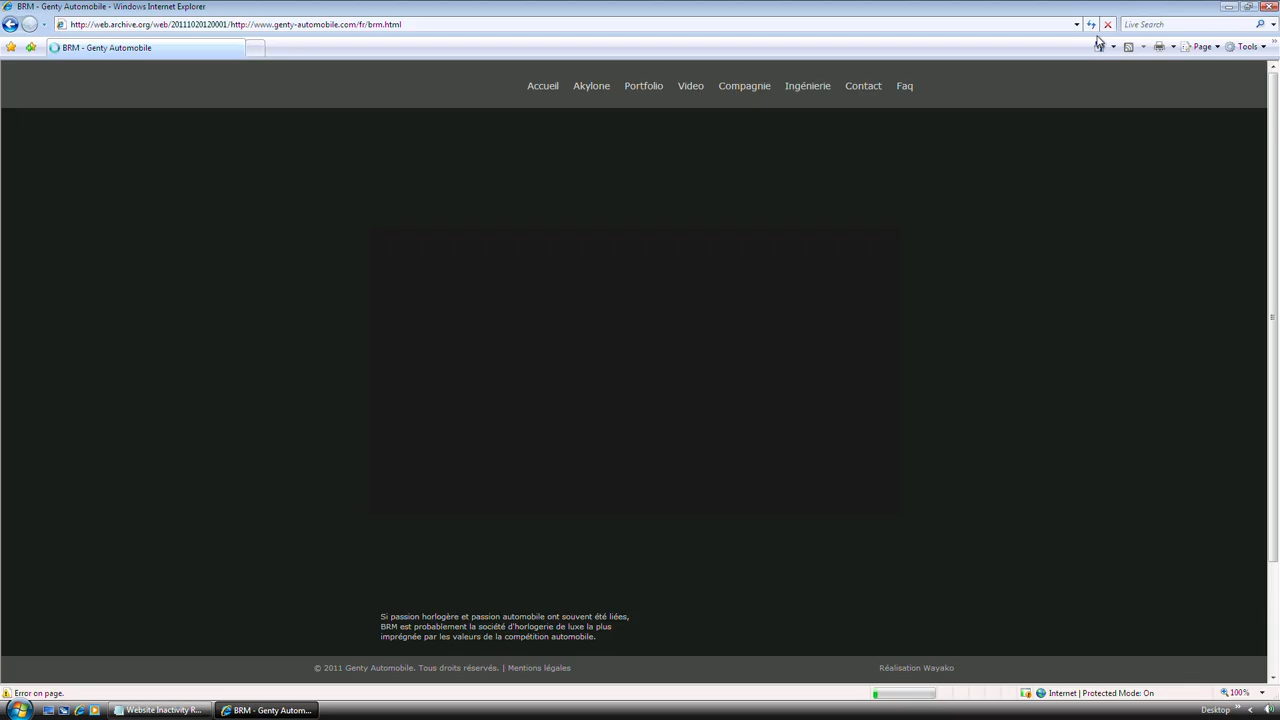 BRM - Genty Automobile - Windows Internet Explorer
http://web.archive.org/web/20111020120001/http://www.genty-automobile.com/fr/brm.html
Live Search
BRM - Genty Automobile
Page
Tools
Accueil Akylone Portfolio Video Compagnie Ingénierie Contact Faq
Si passion horlogère et passion automobile ont souvent été liées,
BRM est probablement la société d'horlogerie de luxe la plus
imprégnée par les valeurs de la compétition automobile.
© 2011 Genty Automobile. Tous droits réservés. | Mentions légales
Réalisation Wayako
Error on page.
Internet | Protected Mode: On
100%
Website Inactivity R...
BRM - Genty Autom...
Desktop